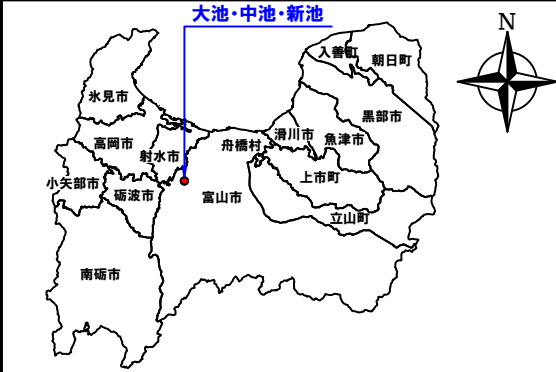 大池・中池・新池
N
入善町
朝日町
氷見市
黒部市
高岡市
射水市
舟橋村
滑川市
魚津市
上市町
小矢部市
砺波市
富山市
立山町
南砺市